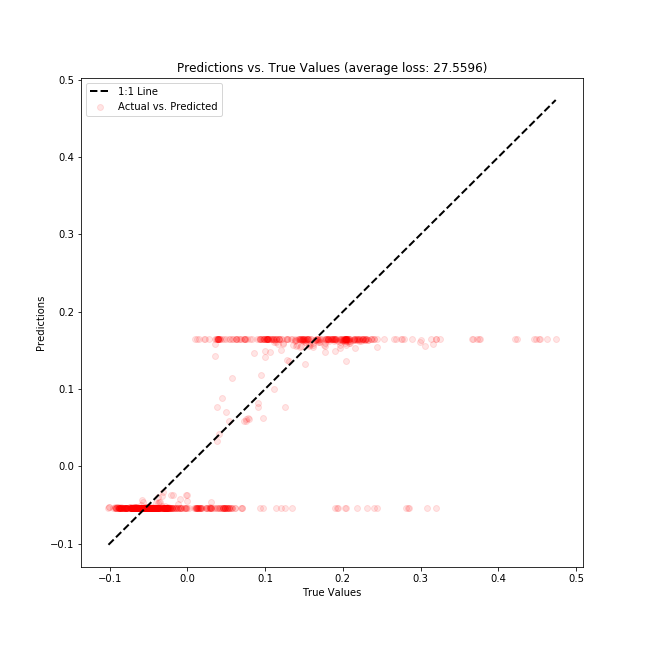 Predictions vs. True Values (average loss: 27.5596)
1:1 Line
Actual vs. Predicted
0.5
0.4
0.3
0.2
0.1
0.0
−0.1
Predictions
−0.1 0.0 0.1 0.2 0.3 0.4 0.5
True Values